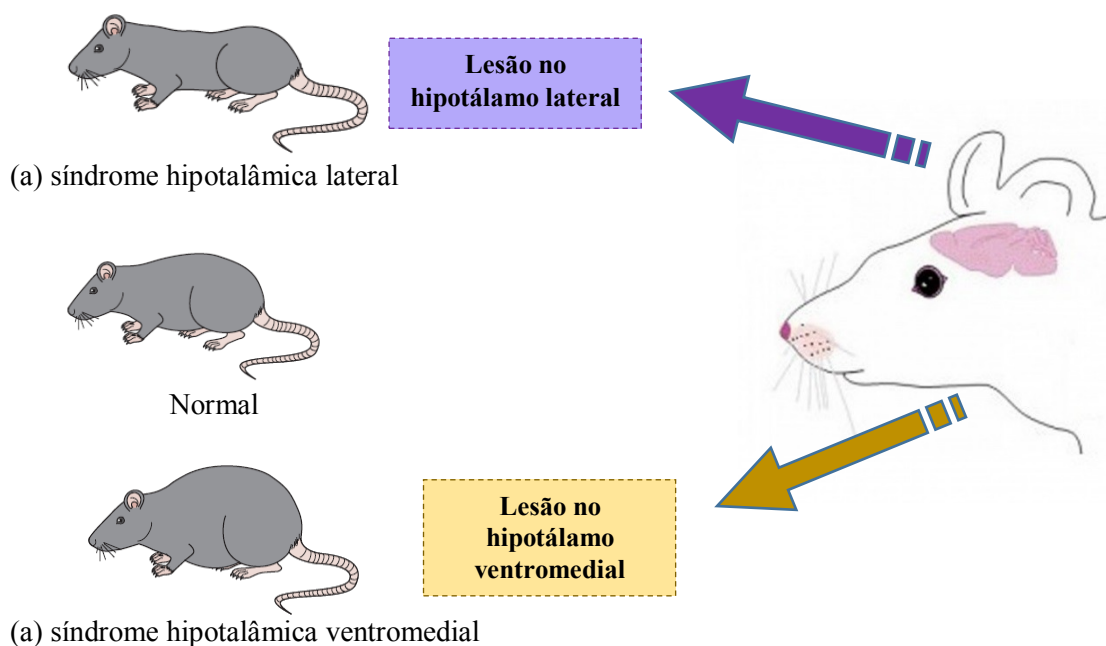 Lesão no
hipotálamo lateral
(a) síndrome hipotalâmica lateral
Normal
Lesão no
hipotálamo
ventromedial
(a) síndrome hipotalâmica ventromedial